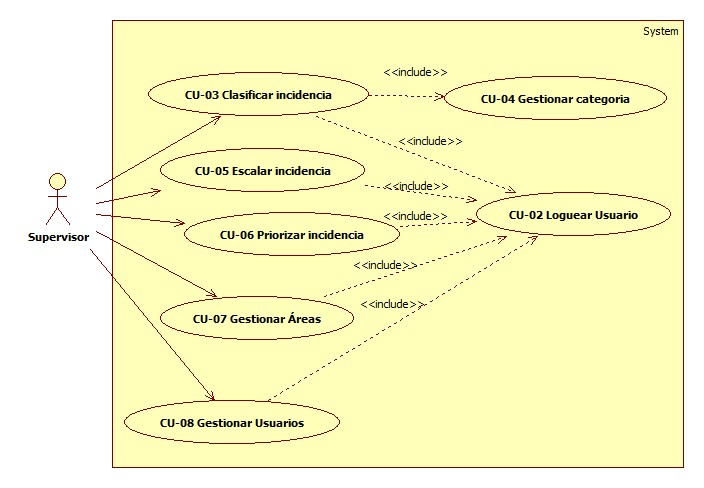 System
<<include>>
CU-03 Clasificar incidencia
CU-04 Gestionar categoria
<<include>>
CU-05 Escalar incidencia
<<include>>
CU-02 Loguear Usuario
<<include>>
CU-06 Priorizar incidencia
Supervisor
<<include>>
<<include>>
CU-07 Gestionar Áreas
CU-08 Gestionar Usuarios